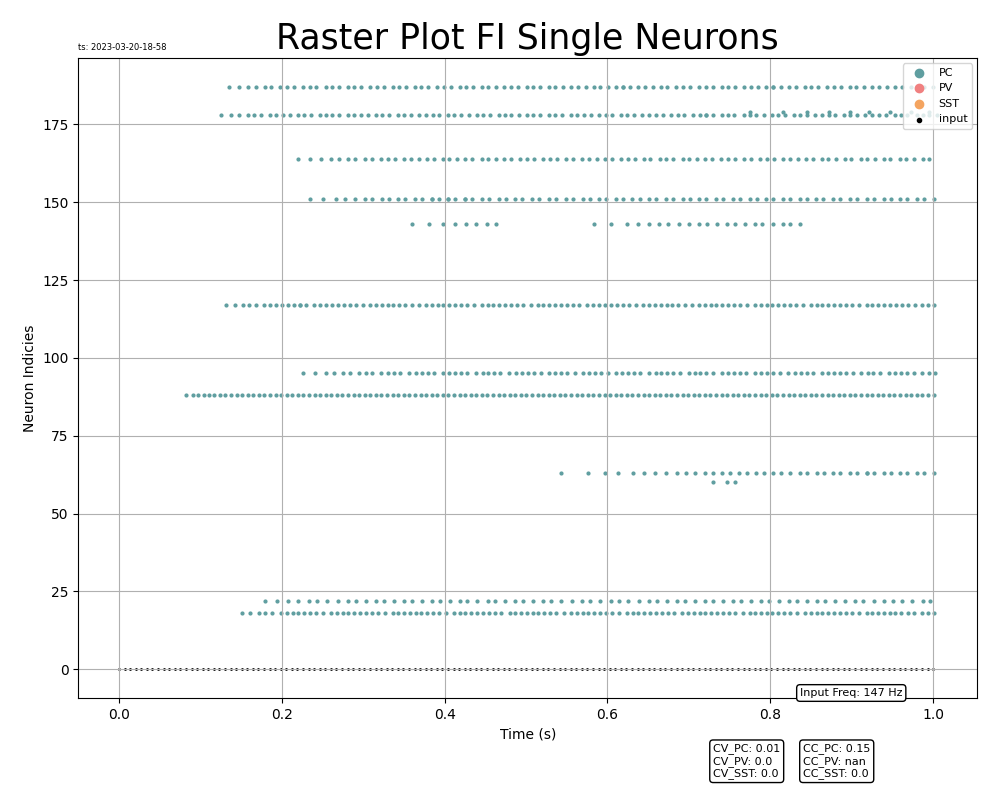 Raster Plot FI Single Neurons
ts: 2023-03-20-18-58
PC
PV
SST
input
175
150
125
100
75
50
25
0
Neuron Indicies
Input Freq: 147 Hz
0.0 0.2 0.4 0.6 0.8 1.0
Time (s)
CV_PC: 0.01
CV_PV: 0.0
CV_SST: 0.0
CC_PC: 0.15
CC_PV: nan
CC_SST: 0.0